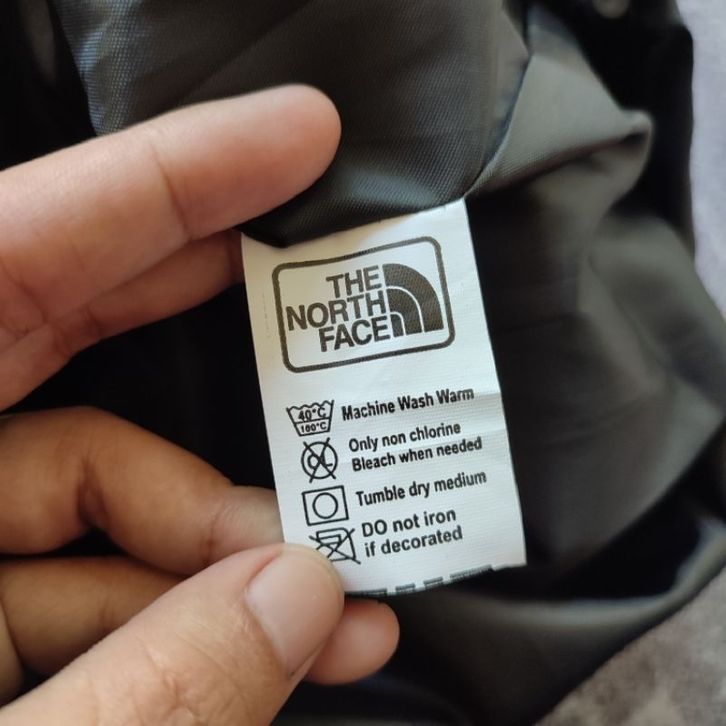 THE
NORTH
FACE
40°C
100°C
Machine Wash Warm
CL
Only non chlorine
Bleach when needed
Tumble dry medium
DO not iron
if decorated